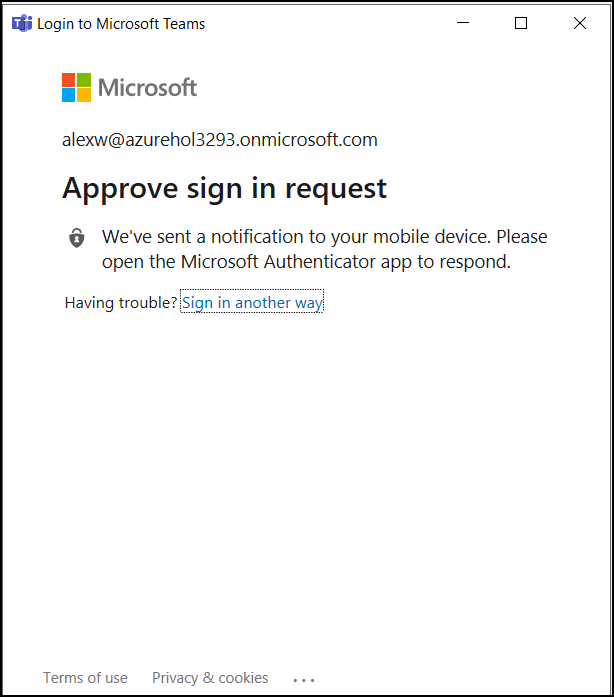 Login to Microsoft Teams
Microsoft
alexw@azurehol3293.onmicrosoft.com
Approve sign in request
We've sent a notification to your mobile device. Please
open the Microsoft Authenticator app to respond.
Having trouble? Sign in another way
Terms of use Privacy & cookies ...